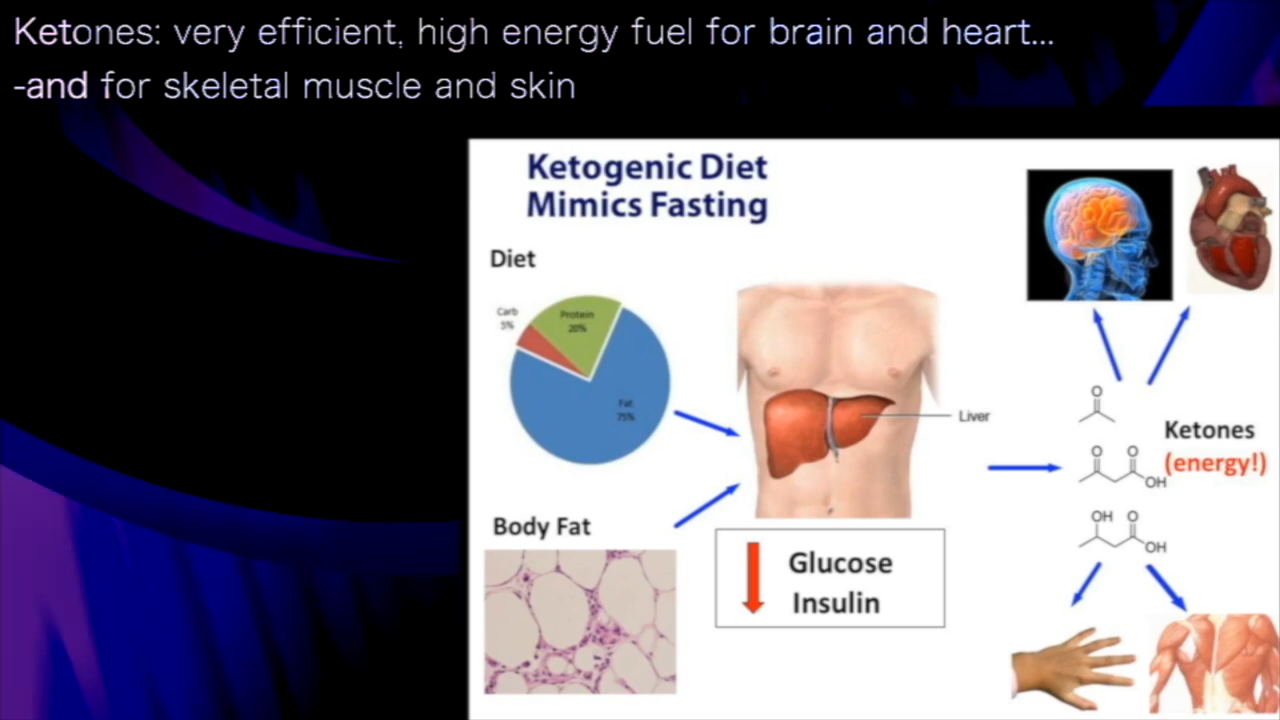 Ketones: very efficient, high energy fuel for brain and heart...
-and for skeletal muscle and skin
Ketogenic Diet
Mimics Fasting
Diet
Carb
5%
Protein
20%
Fat
75%
Liver
Body Fat
Glucose
Insulin
O
O
O
OH
OH
O
OH
Ketones
(energy!)